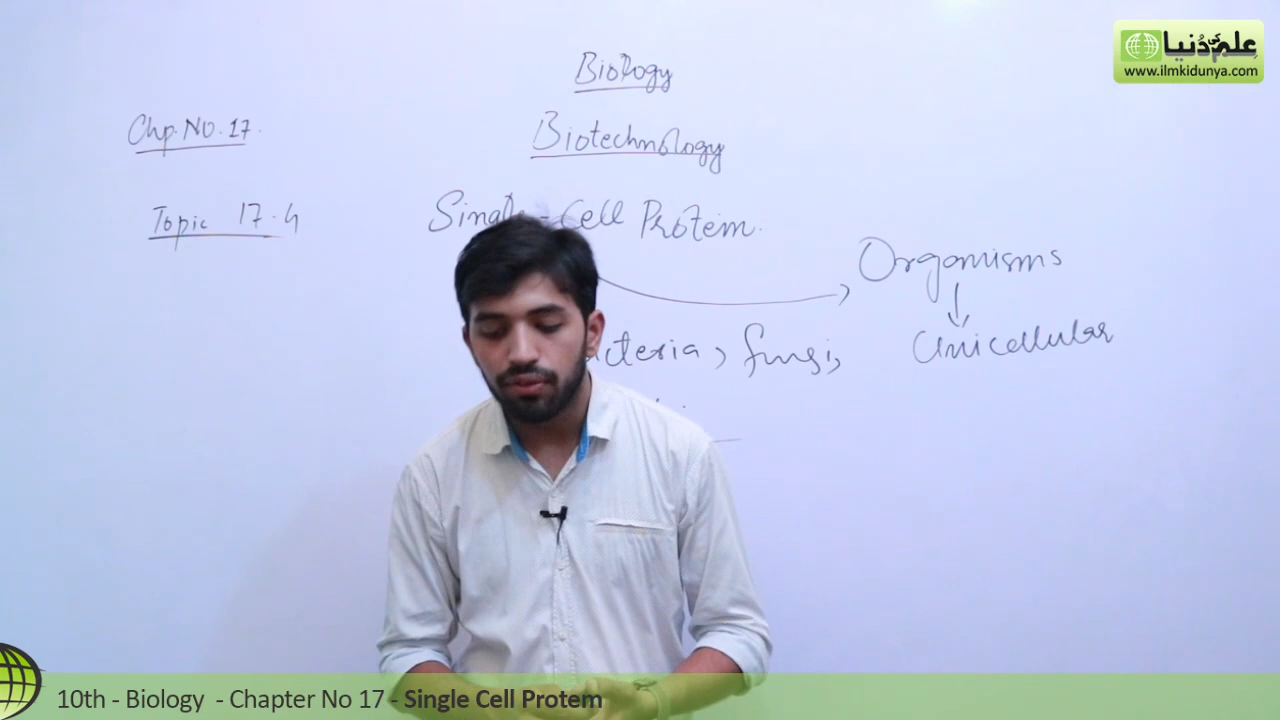 علم کی دُنیا
www.ilmkidunya.com
Biology
Chp.No.17.
Biotechnology
Topic 17.4
Single-Cell Protein.
Organisms
Unicellular
fungi,
10th - Biology - Chapter No 17 - Single Cell Protem